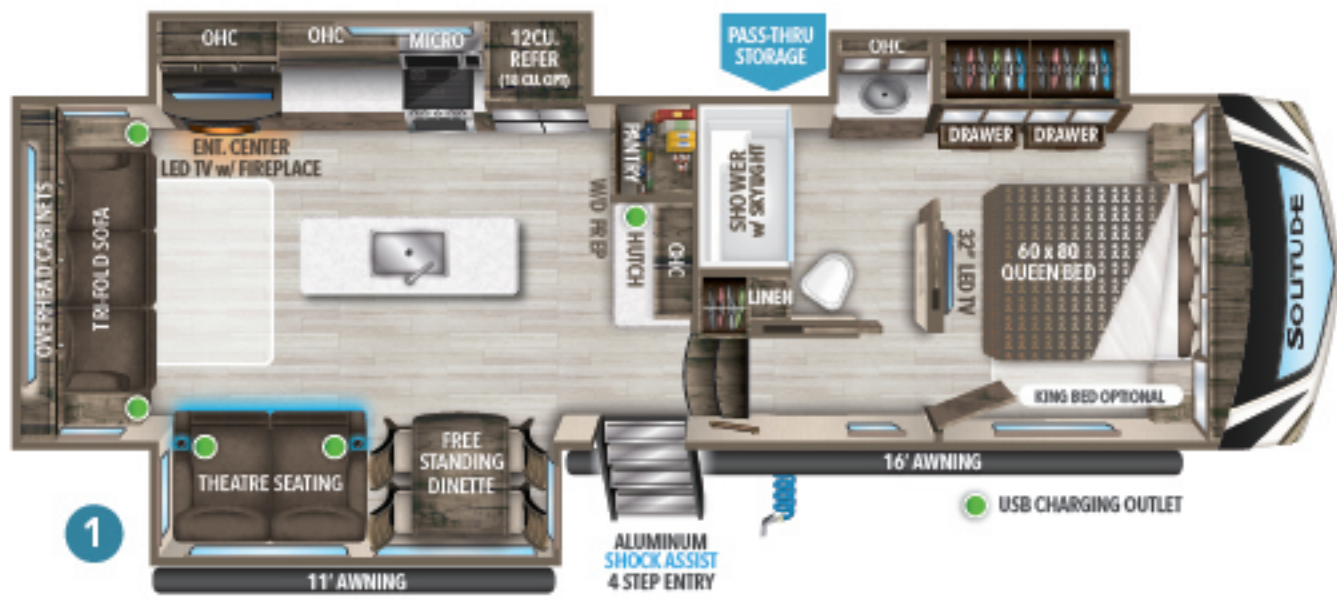 OHC
OHC
MICRO
12CU.
REFER
(18 CU. OPT)
PASS-THRU
STORAGE
OHC
ENT. CENTER
LED TV w/ FIREPLACE
PANTRY
W/D PREP
HUTCH
OHC
SHOWER
w/ SKYLIGHT
LINEN
DRAWER
DRAWER
32" LED TV
60 x 80
QUEEN BED
KING BED OPTIONAL
SOLITUDE
OVERHEAD CABINETS
TRI-FOLD SOFA
THEATRE SEATING
FREE
STANDING
DINETTE
16' AWNING
USB CHARGING OUTLET
1
11' AWNING
ALUMINUM
SHOCK ASSIST
4 STEP ENTRY